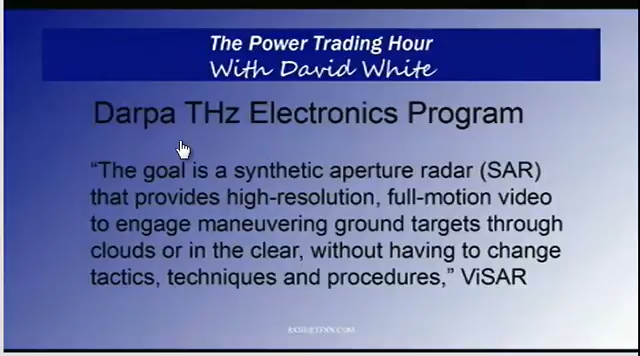 The Power Trading Hour
With David White
Darpa THz Electronics Program
“The goal is a synthetic aperture radar (SAR)
that provides high-resolution, full-motion video
to engage maneuvering ground targets through
clouds or in the clear, without having to change
tactics, techniques and procedures,” ViSAR